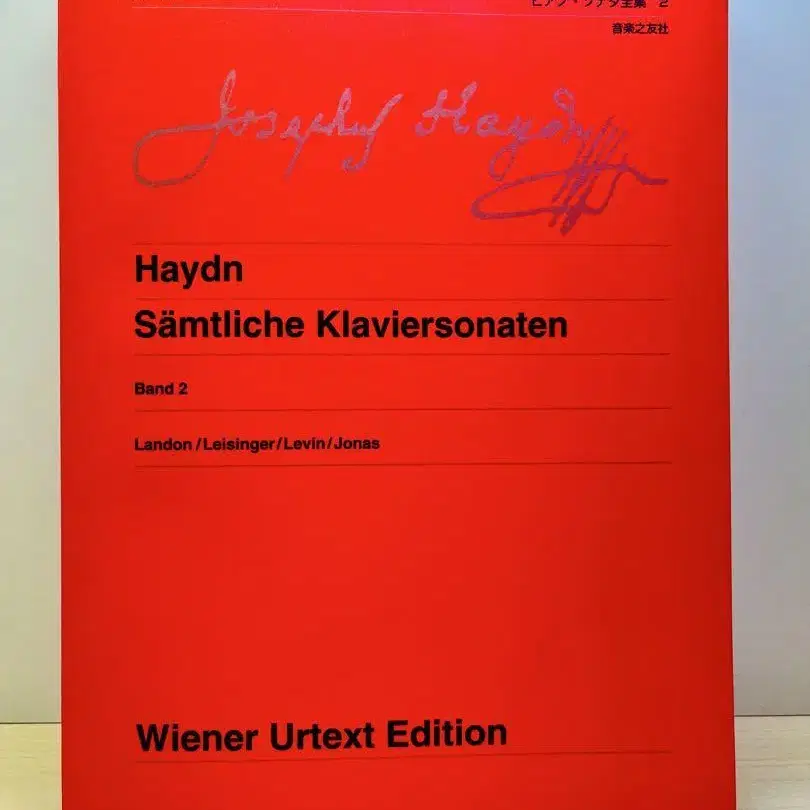 ピアノ・ソナタ全集 2
音楽之友社
Joseph Haydn
Haydn
Sämtliche Klaviersonaten
Band 2
Landon/Leisinger/Levin/Jonas
Wiener Urtext Edition